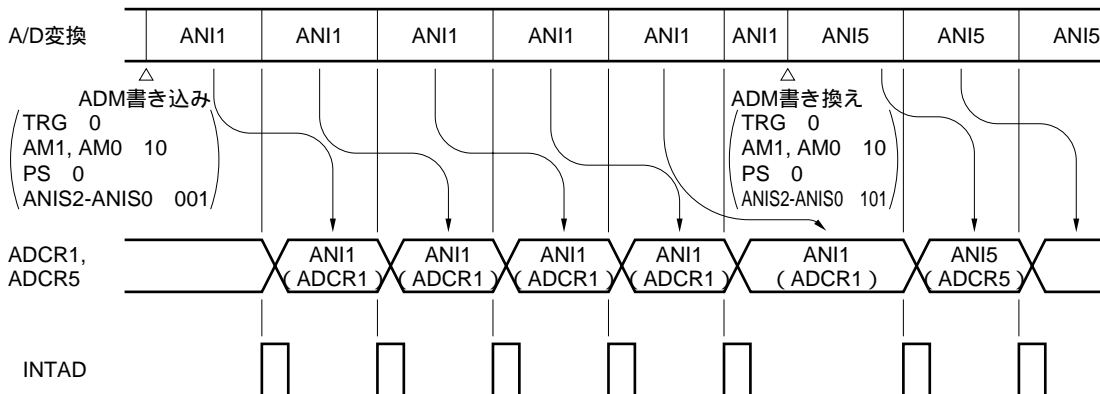 A/D変換 ANI1 ANI1 ANI1 ANI1 ANI1 ANI1 ANI5 ANI5 ANI5
ADM書き込み
TRG 0
AM1, AM0 10
PS 0
ANIS2-ANIS0 001
ADM書き換え
TRG 0
AM1, AM0 10
PS 0
ANIS2-ANIS0 101
ADCR1,
ADCR5
ANI1
(ADCR1)
ANI1
(ADCR1)
ANI1
(ADCR1)
ANI1
(ADCR1)
ANI1
(ADCR1)
ANI5
(ADCR5)
INTAD